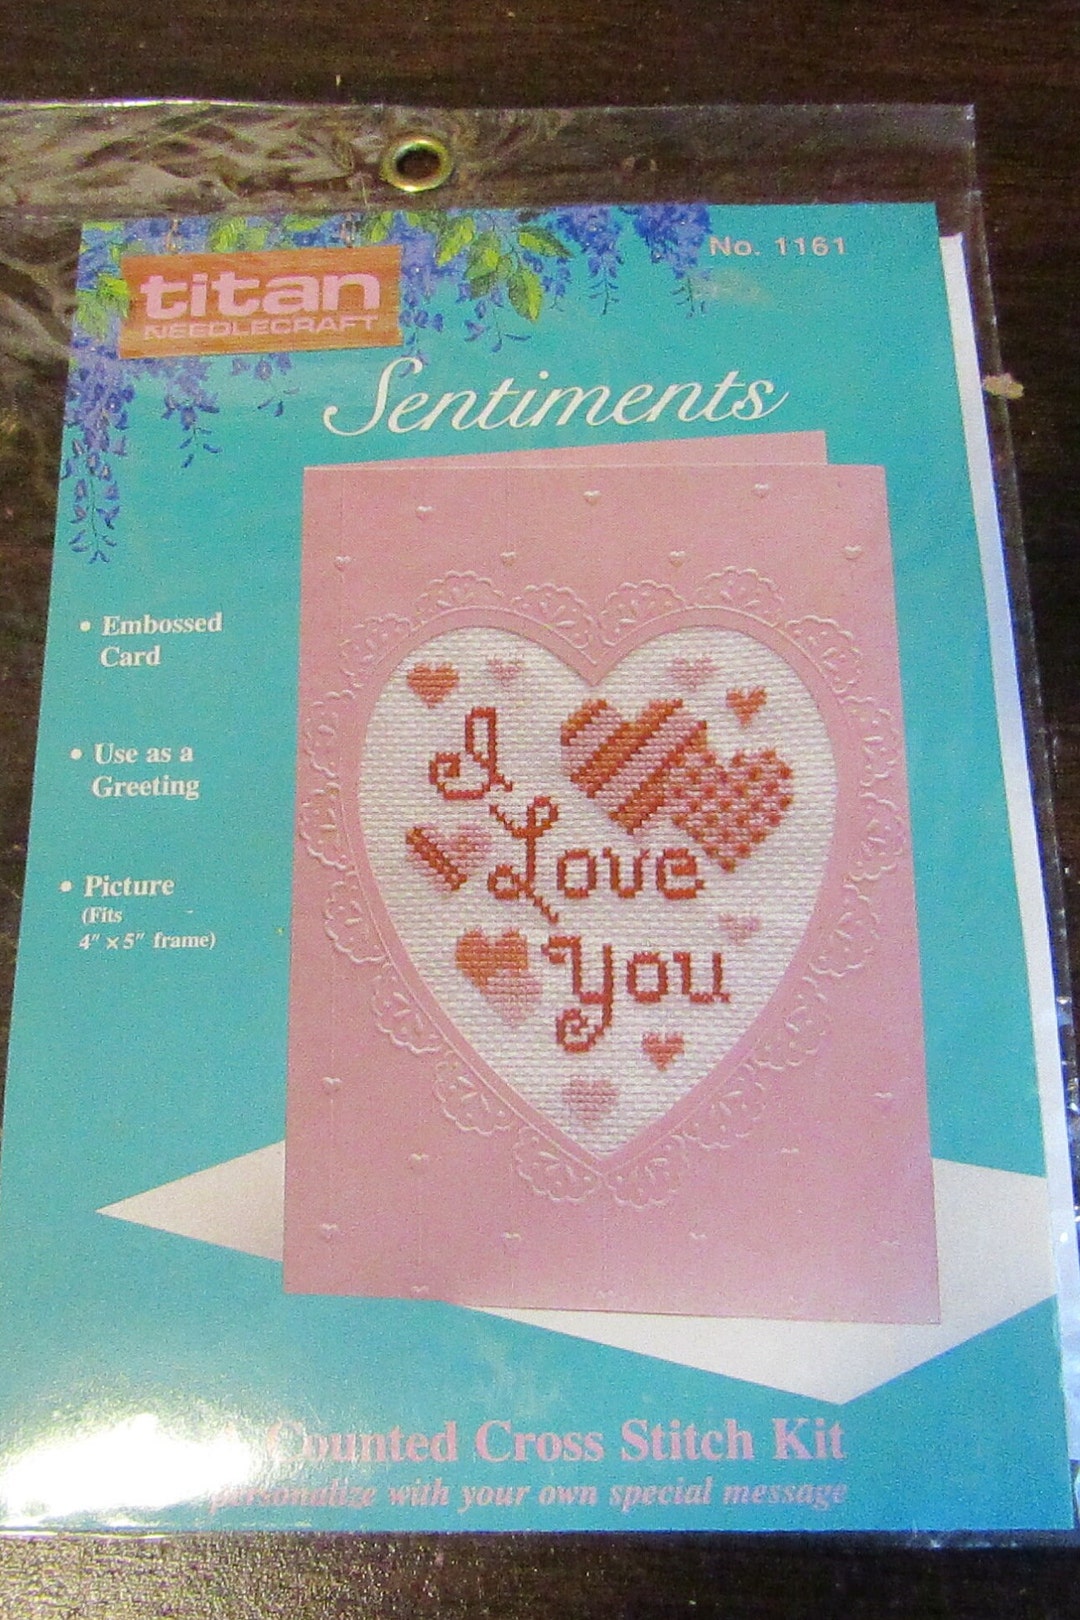 titan
NEEDLECRAFT
No. 1161
Sentiments
• Embossed
Card
• Use as a
Greeting
• Picture
(Fits
4" × 5" frame)
I
Love
You
A Counted Cross Stitch Kit
personalize with your own special message